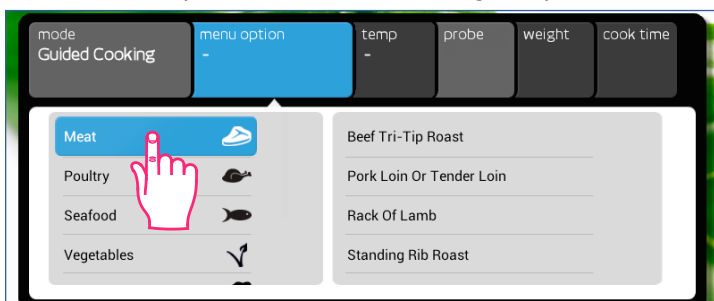 mode
Guided Cooking
menu option
-
temp
-
probe
weight
cook time
Meat
Poultry
Seafood
Vegetables
Beef Tri-Tip Roast
Pork Loin Or Tender Loin
Rack Of Lamb
Standing Rib Roast